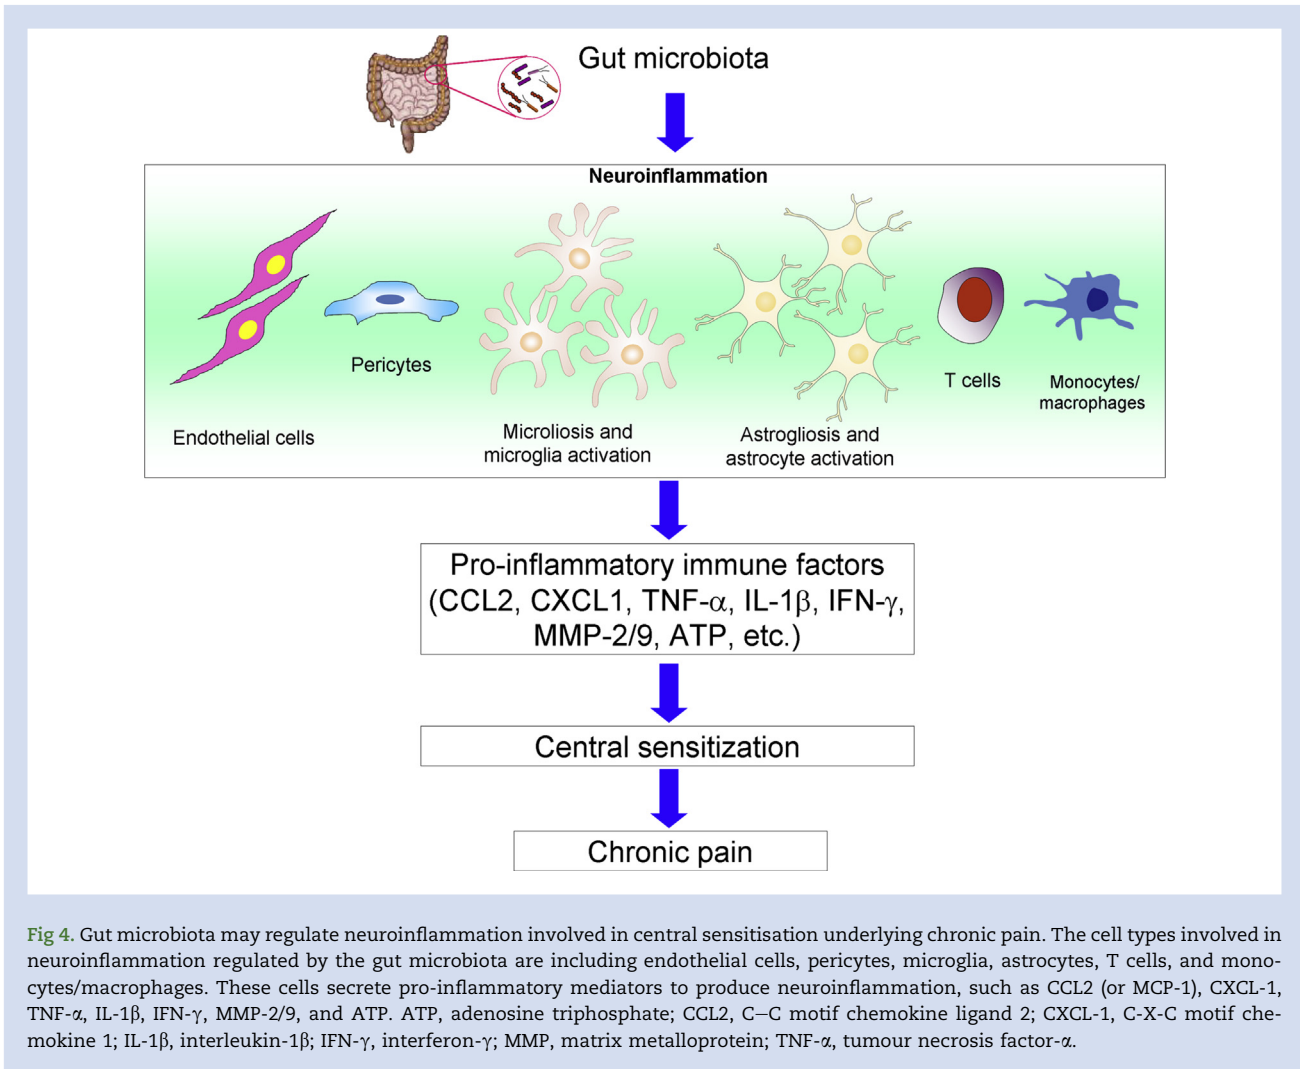 Gut microbiota
Neuroinflammation
Endothelial cells
Pericytes
Microliosis and
microglia activation
Astrogliosis and
astrocyte activation
T cells
Monocytes/
macrophages
Pro-inflammatory immune factors
(CCL2, CXCL1, TNF-α, IL-1β, IFN-γ,
MMP-2/9, ATP, etc.)
Central sensitization
Chronic pain
Fig 4. Gut microbiota may regulate neuroinflammation involved in central sensitisation underlying chronic pain. The cell types involved in
neuroinflammation regulated by the gut microbiota are including endothelial cells, pericytes, microglia, astrocytes, T cells, and mono-
cytes/macrophages. These cells secrete pro-inflammatory mediators to produce neuroinflammation, such as CCL2 (or MCP-1), CXCL-1,
TNF-α, IL-1β, IFN-γ, MMP-2/9, and ATP. ATP, adenosine triphosphate; CCL2, C–C motif chemokine ligand 2; CXCL-1, C-X-C motif che-
mokine 1; IL-1β, interleukin-1β; IFN-γ, interferon-γ; MMP, matrix metalloprotein; TNF-α, tumour necrosis factor-α.